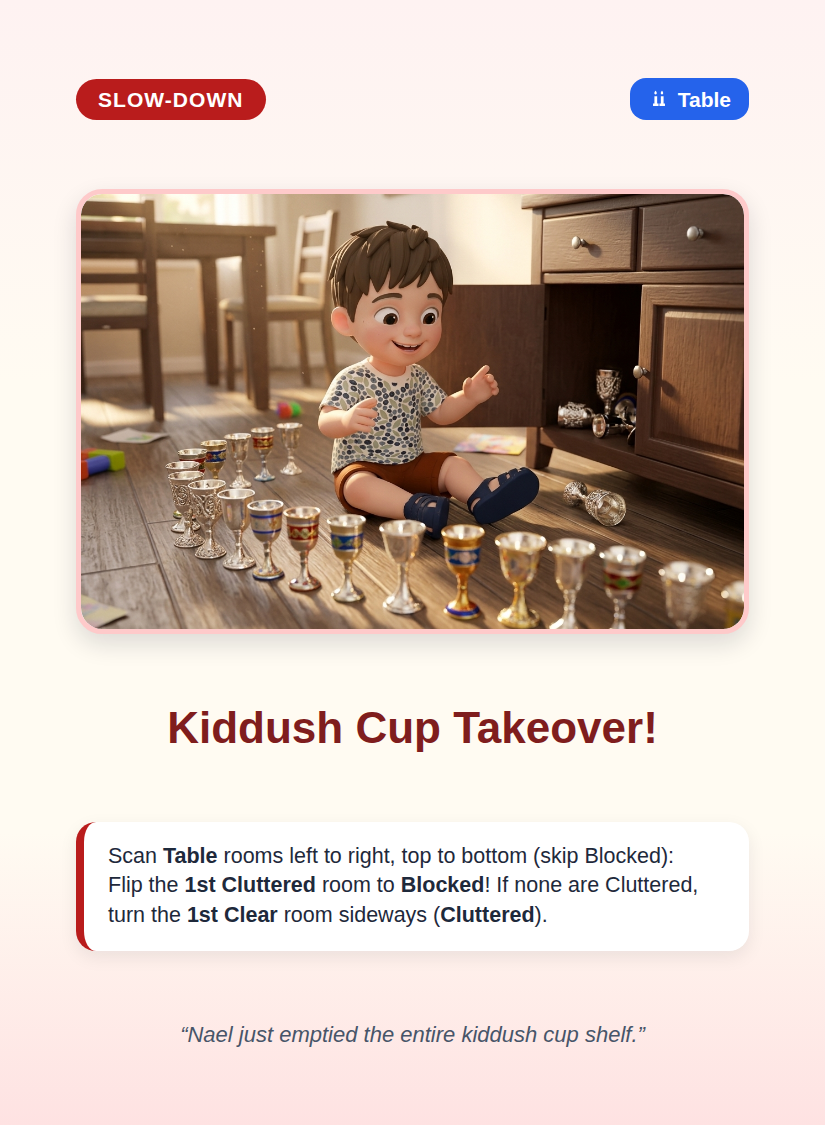 SLOW-DOWN
Table
Kiddush Cup Takeover!
Scan Table rooms left to right, top to bottom (skip Blocked):
Flip the 1st Cluttered room to Blocked! If none are Cluttered,
turn the 1st Clear room sideways (Cluttered).
“Nael just emptied the entire kiddush cup shelf.”